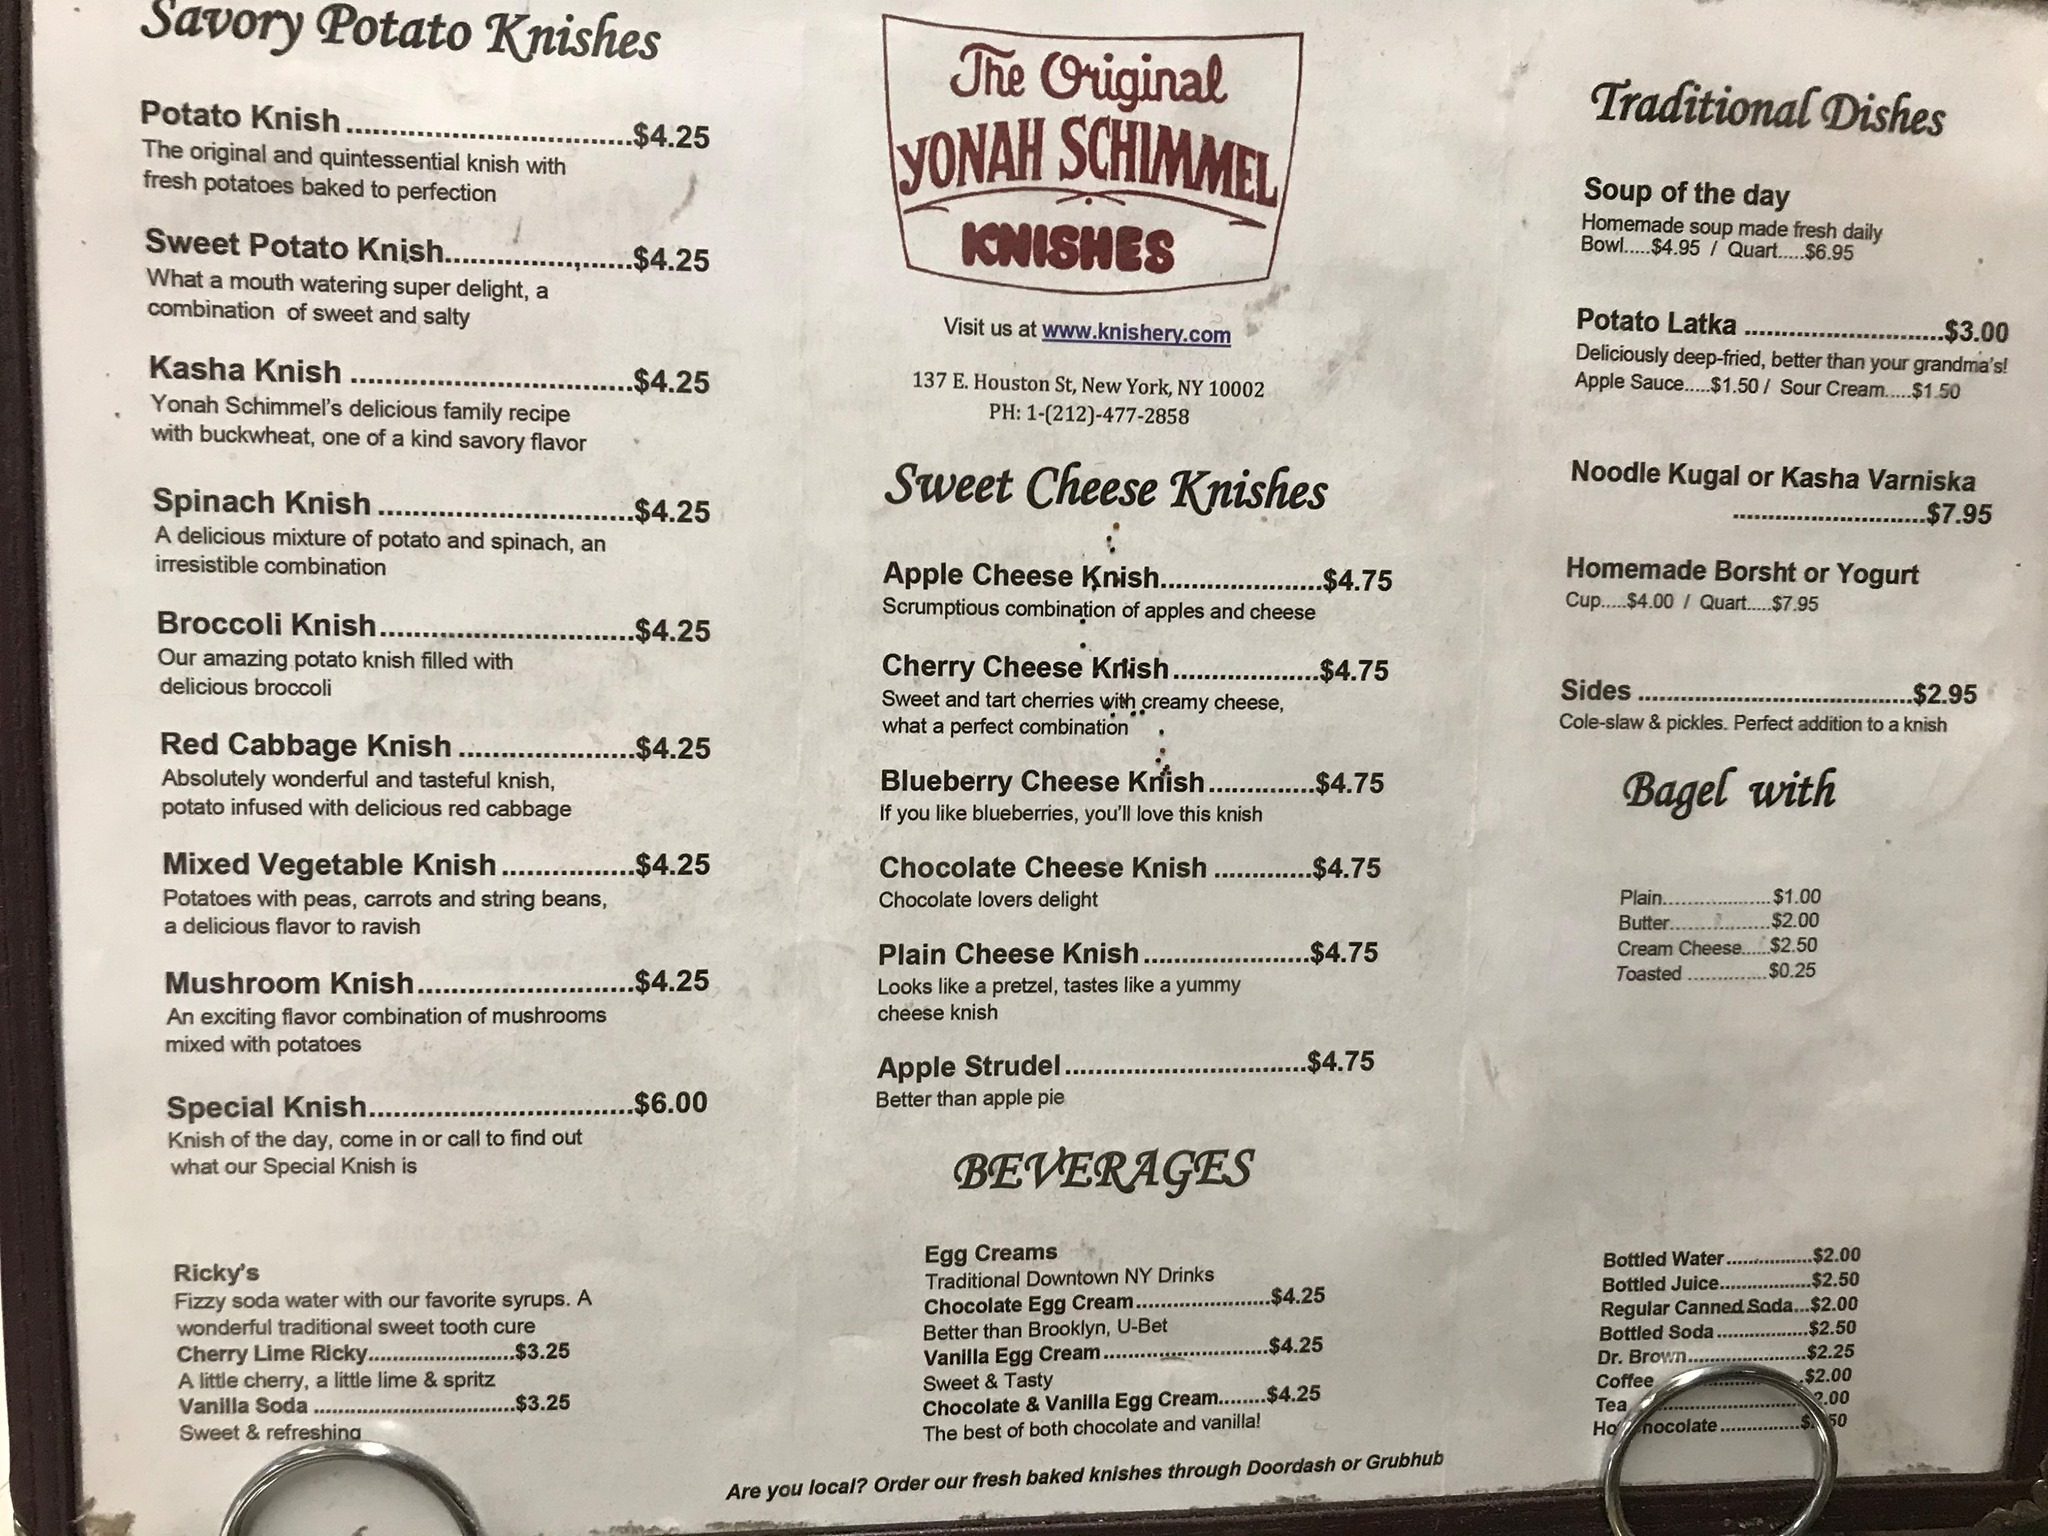 Savory Potato Knishes
Potato Knish..............................$4.25
The original and quintessential knish with
fresh potatoes baked to perfection
Sweet Potato Knish....................$4.25
What a mouth watering super delight, a
combination of sweet and salty
Kasha Knish ..............................$4.25
Yonah Schimmel's delicious family recipe
with buckwheat, one of a kind savory flavor
Spinach Knish ...........................$4.25
A delicious mixture of potato and spinach, an
irresistible combination
Broccoli Knish...........................$4.25
Our amazing potato knish filled with
delicious broccoli
Red Cabbage Knish ...................$4.25
Absolutely wonderful and tasteful knish,
potato infused with delicious red cabbage
Mixed Vegetable Knish ..............$4.25
Potatoes with peas, carrots and string beans,
a delicious flavor to ravish
Mushroom Knish.......................$4.25
An exciting flavor combination of mushrooms
mixed with potatoes
Special Knish............................$6.00
Knish of the day, come in or call to find out
what our Special Knish is
Ricky's
Fizzy soda water with our favorite syrups. A
wonderful traditional sweet tooth cure
Cherry Lime Ricky........................$3.25
A little cherry, a little lime & spritz
Vanilla Soda .................................$3.25
Sweet & refreshing
The Original
YONAH SCHIMMEL
KNISHES
Visit us at www.knishery.com
137 E. Houston St, New York, NY 10002
PH: 1-(212)-477-2858
Sweet Cheese Knishes
Apple Cheese Knish.....................$4.75
Scrumptious combination of apples and cheese
Cherry Cheese Knish...................$4.75
Sweet and tart cherries with creamy cheese,
what a perfect combination
Blueberry Cheese Knish..............$4.75
If you like blueberries, you'll love this knish
Chocolate Cheese Knish .............$4.75
Chocolate lovers delight
Plain Cheese Knish......................$4.75
Looks like a pretzel, tastes like a yummy
cheese knish
Apple Strudel................................$4.75
Better than apple pie
BEVERAGES
Egg Creams
Traditional Downtown NY Drinks
Chocolate Egg Cream.......................$4.25
Better than Brooklyn, U-Bet
Vanilla Egg Cream............................$4.25
Sweet & Tasty
Chocolate & Vanilla Egg Cream........$4.25
The best of both chocolate and vanilla!
Traditional Dishes
Soup of the day
Homemade soup made fresh daily
Bowl.....$4.95 / Quart.....$6.95
Potato Latka ..........................$3.00
Deliciously deep-fried, better than your grandma's!
Apple Sauce.....$1.50 / Sour Cream.....$1.50
Noodle Kugal or Kasha Varniska
..........................$7.95
Homemade Borsht or Yogurt
Cup.....$4.00 / Quart.....$7.95
Sides ......................................$2.95
Cole-slaw & pickles. Perfect addition to a knish
Bagel with
Plain......................$1.00
Butter....................$2.00
Cream Cheese.....$2.50
Toasted ...............$0.25
Bottled Water................$2.00
Bottled Juice.................$2.50
Regular Canned Soda...$2.00
Bottled Soda.................$2.50
Dr. Brown......................$2.25
Coffee ......................$2.00
Tea ......................
Chocolate ...............
Are you local? Order our fresh baked knishes through Doordash or Grubhub